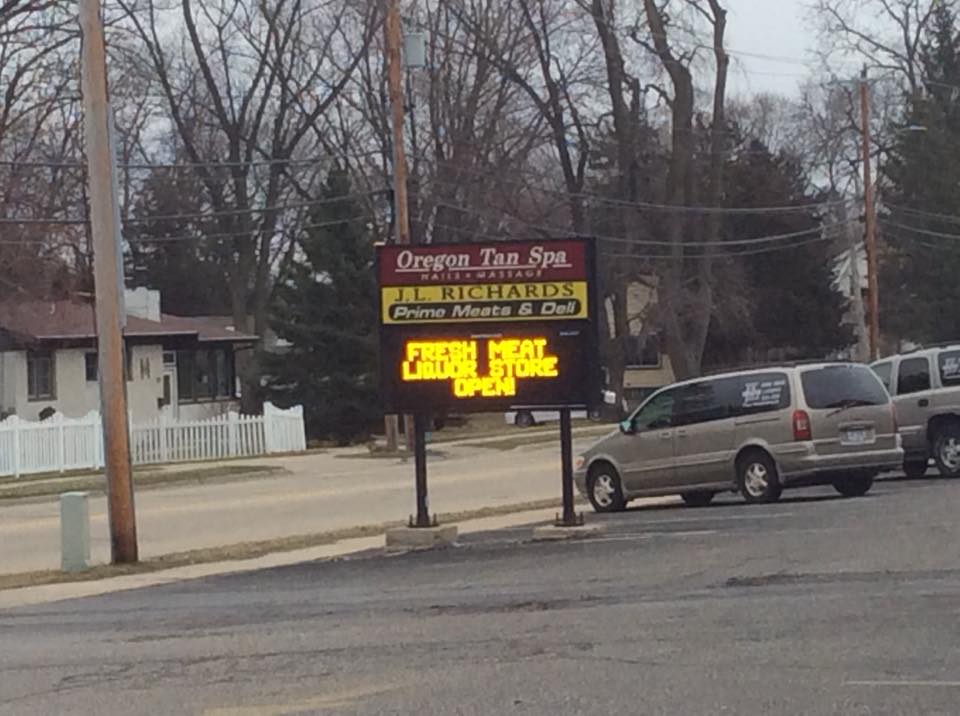 Oregon Tan Spa
NAILS • MASSAGE
J.L. RICHARDS
Prime Meats & Deli
FRESH MEAT
LIQUOR STORE
OPEN!